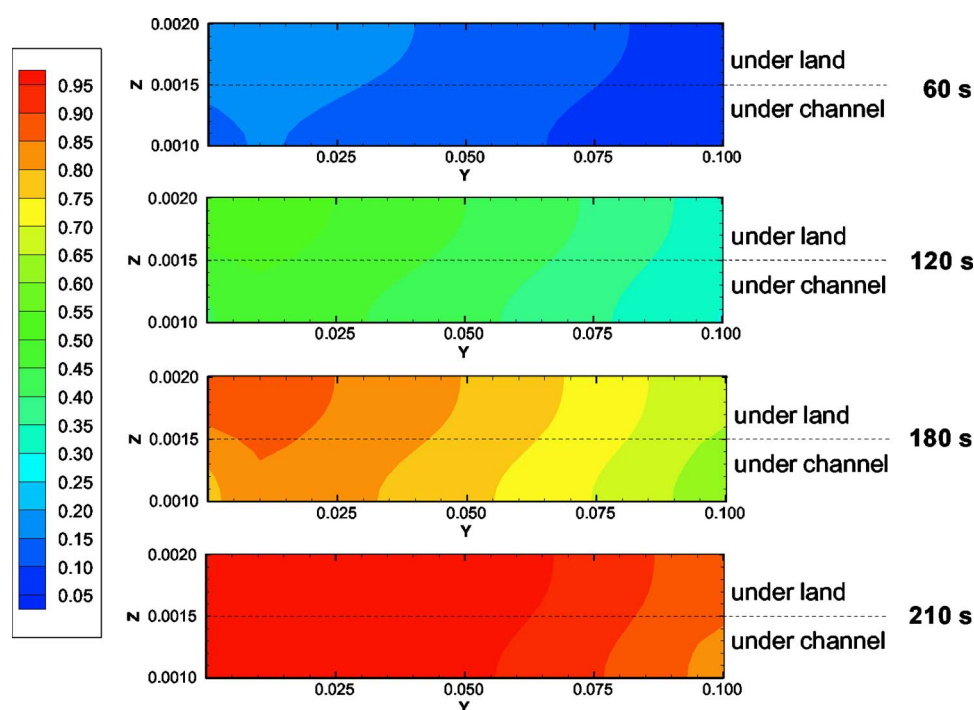 0.95
0.90
0.85
0.80
0.75
0.70
0.65
0.60
0.55
0.50
0.45
0.40
0.35
0.30
0.25
0.20
0.15
0.10
0.05
0.0020
Z 0.0015
0.0010
0.025 0.050 0.075 0.100
Y
under land
under channel
60 s
0.0020
Z 0.0015
0.0010
0.025 0.050 0.075 0.100
Y
under land
under channel
120 s
0.0020
Z 0.0015
0.0010
0.025 0.050 0.075 0.100
Y
under land
under channel
180 s
0.0020
Z 0.0015
0.0010
0.025 0.050 0.075 0.100
Y
under land
under channel
210 s